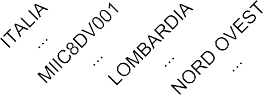 ITALIA
...
MIIC8DV001
...
LOMBARDIA
...
NORD OVEST
...